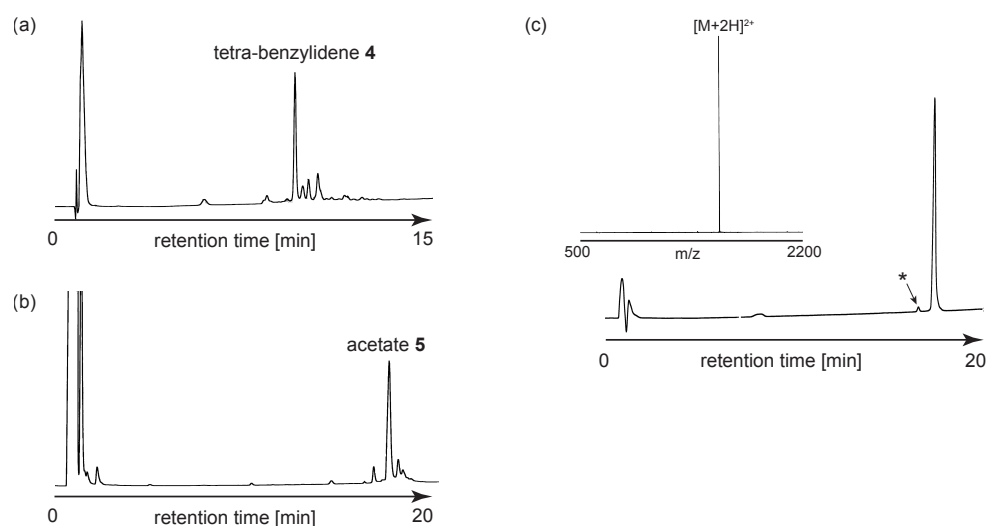 (a)
tetra-benzylidene 4
0
retention time [min]
15
(b)
acetate 5
0
retention time [min]
20
(c)
[M+2H]²⁺
500
m/z
2200
*
0
retention time [min]
20